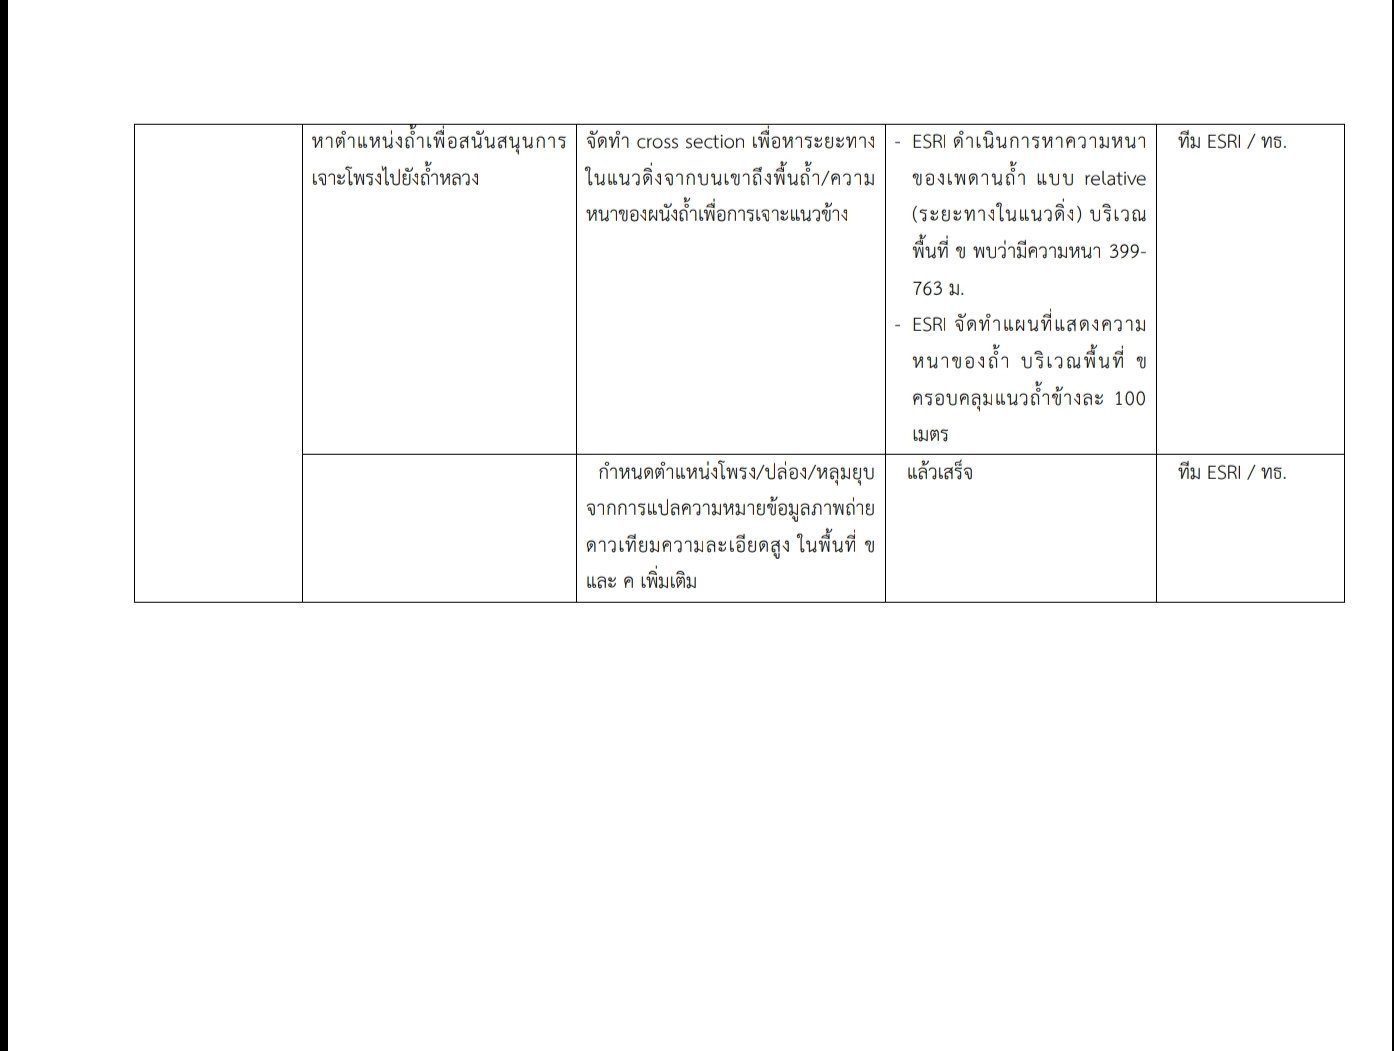 หาตำแหน่งถ้ำเพื่อสนันสนุนการ
เจาะโพรงไปยังถ้ำหลวง
จัดทำ cross section เพื่อหาระยะทาง
ในแนวดิ่งจากบนเขาถึงพื้นถ้ำ/ความ
หนาของผนังถ้ำเพื่อการเจาะแนวข้าง
- ESRI ดำเนินการหาความหนา
ของเพดานถ้ำ แบบ relative
(ระยะทางในแนวดิ่ง) บริเวณ
พื้นที่ ข พบว่ามีความหนา 399-
763 ม.
- ESRI จัดทำแผนที่แสดงความ
หนาของถ้ำ บริเวณพื้นที่ ข
ครอบคลุมแนวถ้ำข้างละ 100
เมตร
ทีม ESRI / ทธ.
กำหนดตำแหน่งโพรง/ปล่อง/หลุมยุบ
จากการแปลความหมายข้อมูลภาพถ่าย
ดาวเทียมความละเอียดสูง ในพื้นที่ ข
และ ค เพิ่มเติม
แล้วเสร็จ
ทีม ESRI / ทธ.